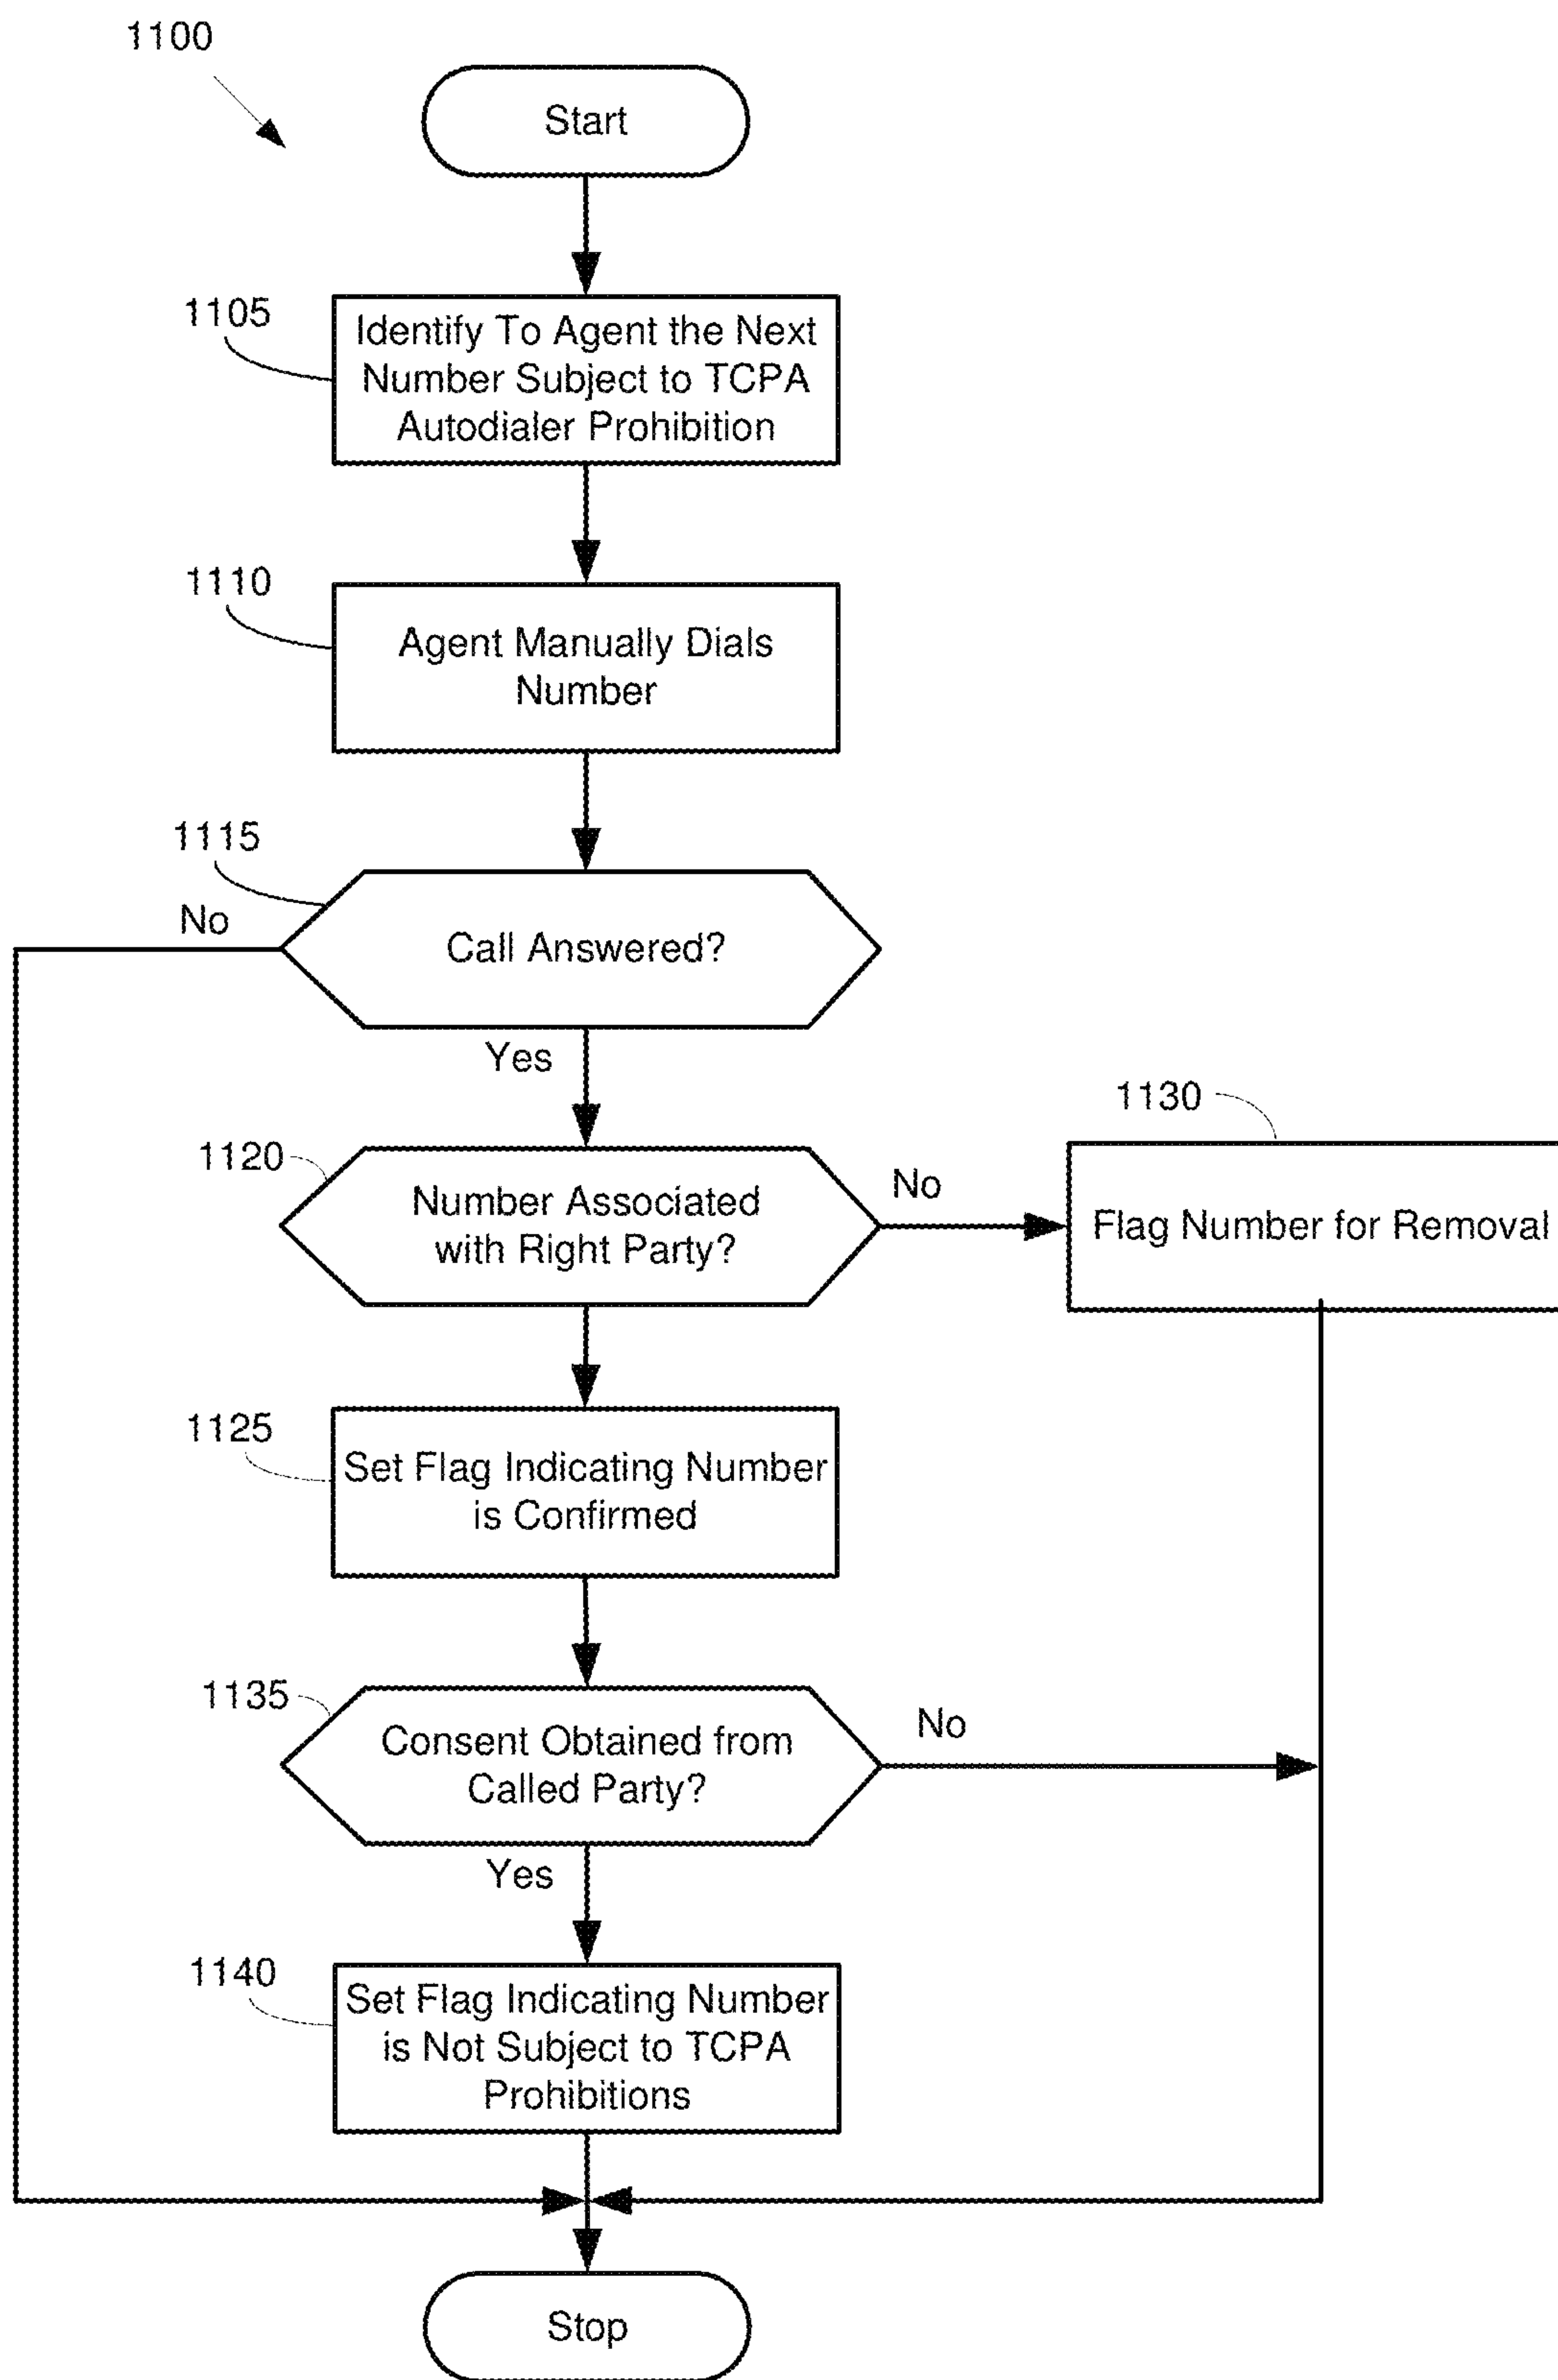 1100
Start
1105
Identify To Agent the Next
Number Subject to TCPA
Autodialer Prohibition
1110
Agent Manually Dials
Number
1115
No
Call Answered?
Yes
1130
1120
Number Associated
with Right Party?
No
Flag Number for Removal
1125
Set Flag Indicating Number
is Confirmed
1135
Consent Obtained from
Called Party?
No
Yes
1140
Set Flag Indicating Number
is Not Subject to TCPA
Prohibitions
Stop